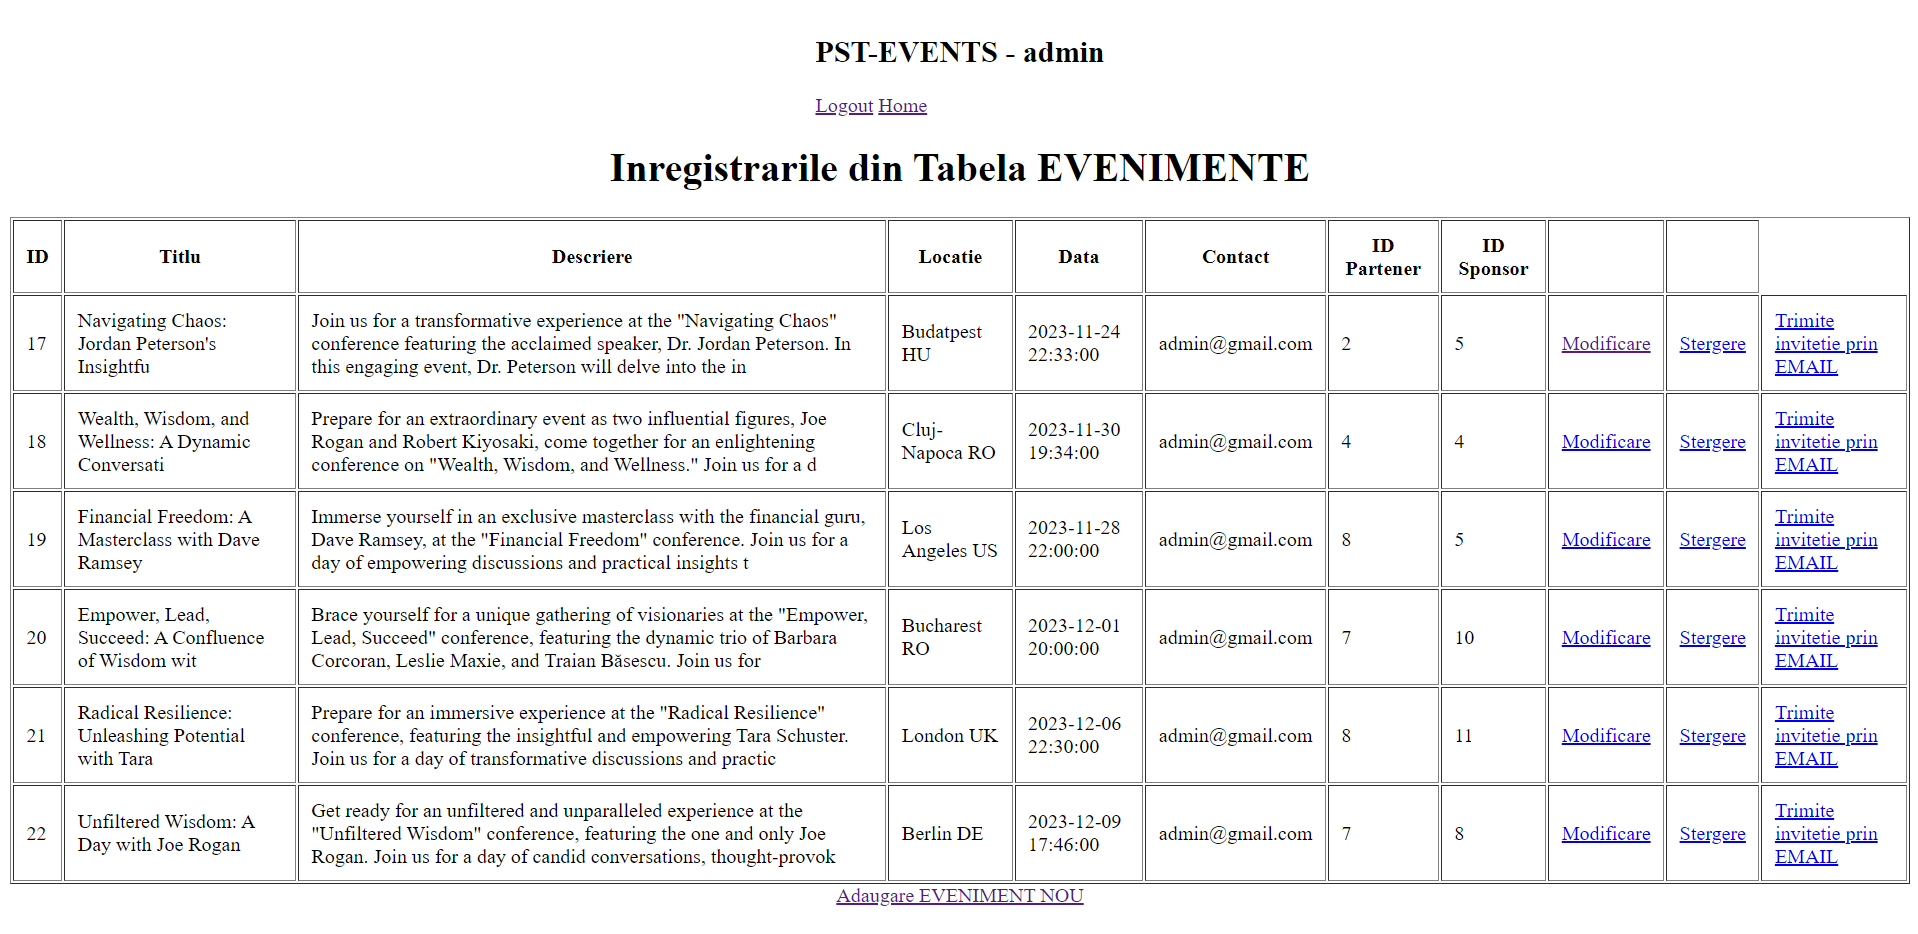 PST-EVENTS - admin
Logout Home
Inregistrarile din Tabela EVENIMENTE
ID Titlu Descriere Locatie Data Contact ID Partener ID Sponsor
17
Navigating Chaos:
Jordan Peterson's
Insightfu
Join us for a transformative experience at the "Navigating Chaos"
conference featuring the acclaimed speaker, Dr. Jordan Peterson. In
this engaging event, Dr. Peterson will delve into the in
Budatpest
HU
2023-11-24
22:33:00
admin@gmail.com
2
5
Modificare
Stergere
Trimite
invitetie prin
EMAIL
18
Wealth, Wisdom, and
Wellness: A Dynamic
Conversati
Prepare for an extraordinary event as two influential figures, Joe
Rogan and Robert Kiyosaki, come together for an enlightening
conference on "Wealth, Wisdom, and Wellness." Join us for a d
Cluj-
Napoca RO
2023-11-30
19:34:00
admin@gmail.com
4
4
Modificare
Stergere
Trimite
invitetie prin
EMAIL
19
Financial Freedom: A
Masterclass with Dave
Ramsey
Immerse yourself in an exclusive masterclass with the financial guru,
Dave Ramsey, at the "Financial Freedom" conference. Join us for a
day of empowering discussions and practical insights t
Los
Angeles US
2023-11-28
22:00:00
admin@gmail.com
8
5
Modificare
Stergere
Trimite
invitetie prin
EMAIL
20
Empower, Lead,
Succeed: A Confluence
of Wisdom wit
Brace yourself for a unique gathering of visionaries at the "Empower,
Lead, Succeed" conference, featuring the dynamic trio of Barbara
Corcoran, Leslie Maxie, and Traian Băsescu. Join us for
Bucharest
RO
2023-12-01
20:00:00
admin@gmail.com
7
10
Modificare
Stergere
Trimite
invitetie prin
EMAIL
21
Radical Resilience:
Unleashing Potential
with Tara
Prepare for an immersive experience at the "Radical Resilience"
conference, featuring the insightful and empowering Tara Schuster.
Join us for a day of transformative discussions and practic
London UK
2023-12-06
22:30:00
admin@gmail.com
8
11
Modificare
Stergere
Trimite
invitetie prin
EMAIL
22
Unfiltered Wisdom: A
Day with Joe Rogan
Get ready for an unfiltered and unparalleled experience at the
"Unfiltered Wisdom" conference, featuring the one and only Joe
Rogan. Join us for a day of candid conversations, thought-provok
Berlin DE
2023-12-09
17:46:00
admin@gmail.com
7
8
Modificare
Stergere
Trimite
invitetie prin
EMAIL
Adaugare EVENIMENT NOU